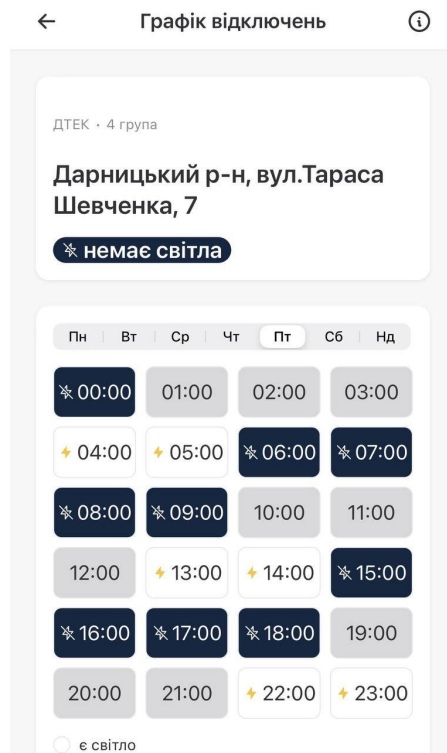 Графік відключень
ДТЕК • 4 група
Дарницький р-н, вул.Тараса
Шевченка, 7
немає світла
Пн Вт Ср Чт Пт Сб Нд
00:00 01:00 02:00 03:00
04:00 05:00 06:00 07:00
08:00 09:00 10:00 11:00
12:00 13:00 14:00 15:00
16:00 17:00 18:00 19:00
20:00 21:00 22:00 23:00
є світло